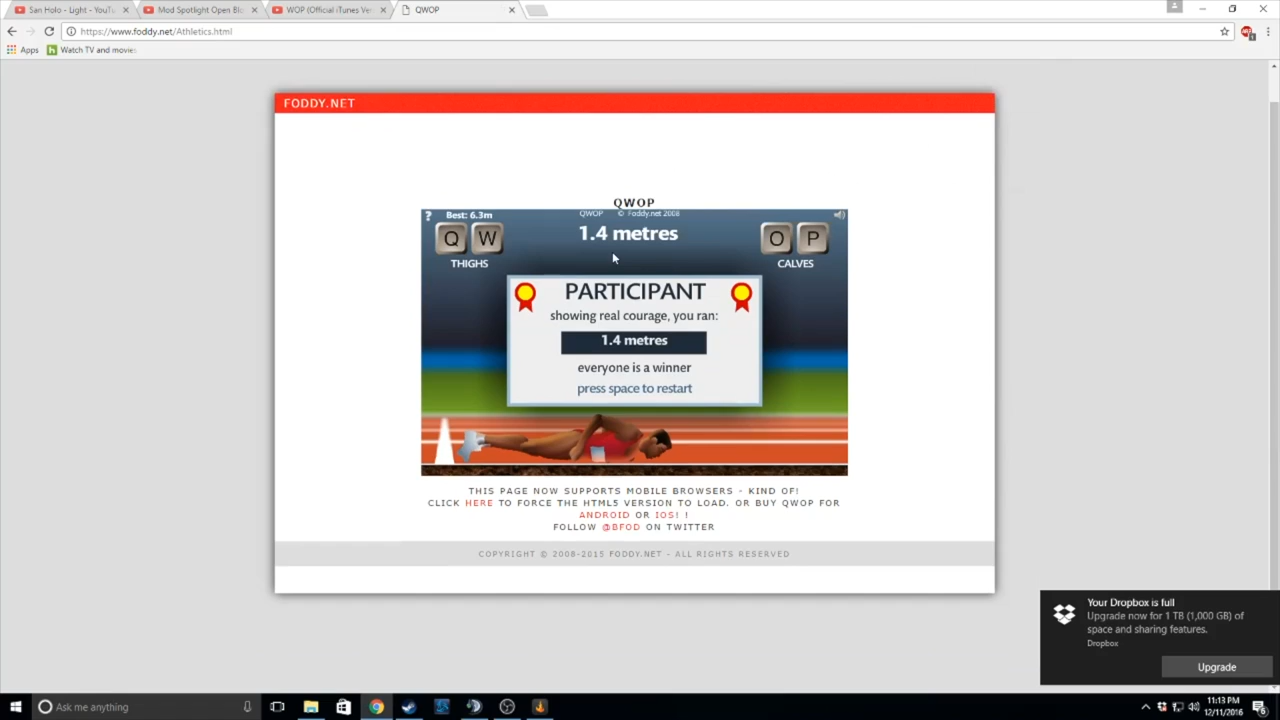 San Holo - Light - YouTu
Mod Spotlight Open Blo
WOP (Official iTunes Ve
QWOP
https://www.foddy.net/Athletics.html
Apps
Watch TV and movies
FODDY.NET
QWOP
? Best: 6.3m
QWOP © Foddy.net 2008
1.4 metres
Q W
O P
THIGHS
CALVES
PARTICIPANT
showing real courage, you ran:
1.4 metres
everyone is a winner
press space to restart
THIS PAGE NOW SUPPORTS MOBILE BROWSERS - KIND OF!
CLICK HERE TO FORCE THE HTML5 VERSION TO LOAD. OR BUY QWOP FOR
ANDROID OR IOS! !
FOLLOW @BFOD ON TWITTER
COPYRIGHT © 2008-2015 FODDY.NET - ALL RIGHTS RESERVED
Your Dropbox is full
Upgrade now for 1 TB (1,000 GB) of
space and sharing features.
Dropbox
Upgrade
Ask me anything
11:13 PM
12/11/2016